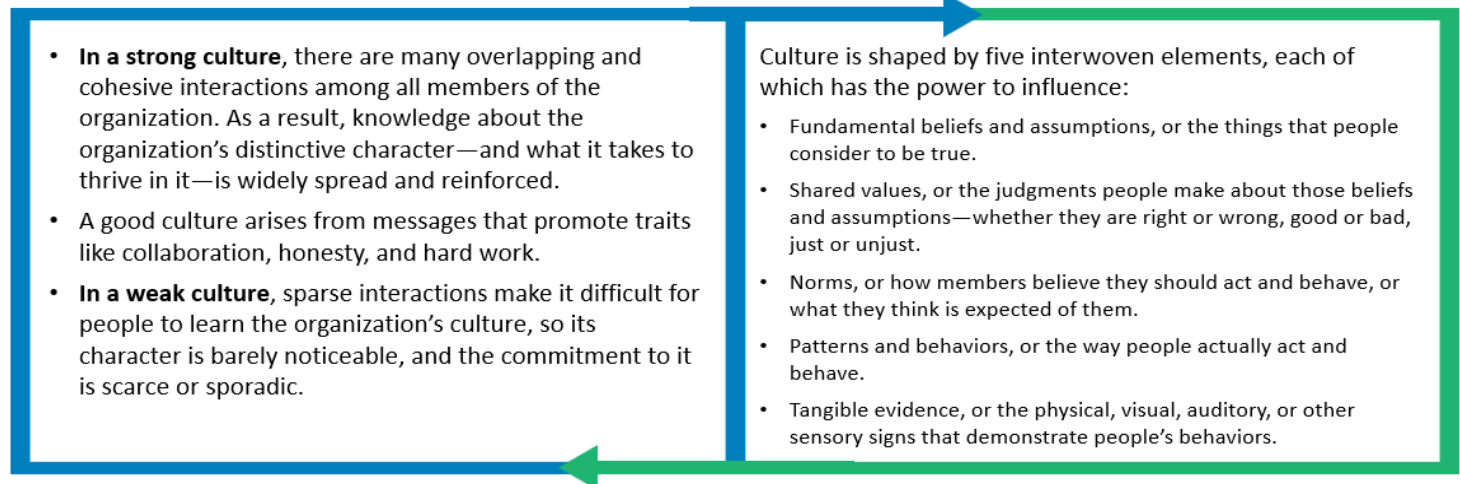 • In a strong culture, there are many overlapping and
cohesive interactions among all members of the
organization. As a result, knowledge about the
organization’s distinctive character—and what it takes to
thrive in it—is widely spread and reinforced.
• A good culture arises from messages that promote traits
like collaboration, honesty, and hard work.
• In a weak culture, sparse interactions make it difficult for
people to learn the organization’s culture, so its
character is barely noticeable, and the commitment to it
is scarce or sporadic.
Culture is shaped by five interwoven elements, each of
which has the power to influence:
• Fundamental beliefs and assumptions, or the things that people
consider to be true.
• Shared values, or the judgments people make about those beliefs
and assumptions—whether they are right or wrong, good or bad,
just or unjust.
• Norms, or how members believe they should act and behave, or
what they think is expected of them.
• Patterns and behaviors, or the way people actually act and
behave.
• Tangible evidence, or the physical, visual, auditory, or other
sensory signs that demonstrate people’s behaviors.